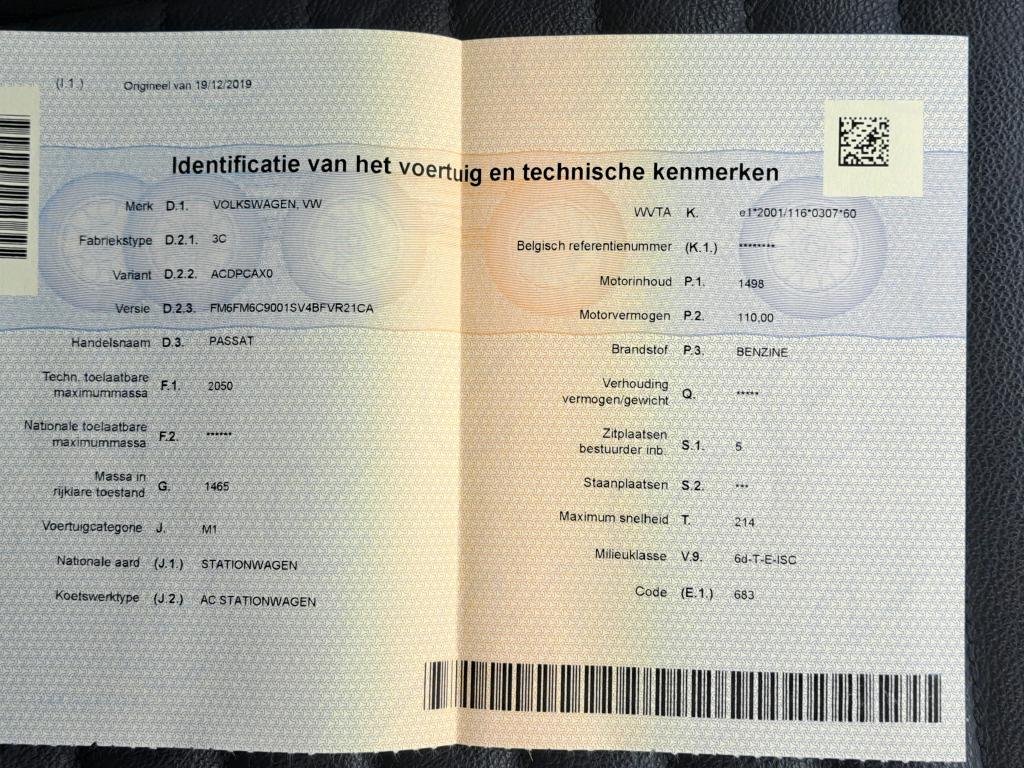 (I.1.) Origineel van 19/12/2019
Identificatie van het voertuig en technische kenmerken
Merk D.1. VOLKSWAGEN, VW
Fabriekstype D.2.1. 3C
Variant D.2.2. ACDPCAX0
Versie D.2.3. FM6FM6C9001SV4BFVR21CA
Handelsnaam D.3. PASSAT
Techn. toelaatbare
maximummassa F.1. 2050
Nationale toelaatbare
maximummassa F.2. ******
Massa in
rijklare toestand G. 1465
Voertuigcategorie J. M1
Nationale aard (J.1.) STATIONWAGEN
Koetswerktype (J.2.) AC STATIONWAGEN
WVTA K. e1*2001/116*0307*60
Belgisch referentienummer (K.1.) ********
Motorinhoud P.1. 1498
Motorvermogen P.2. 110,00
Brandstof P.3. BENZINE
Verhouding
vermogen/gewicht Q. *****
Zitplaatsen
bestuurder inb. S.1. 5
Staanplaatsen S.2. ***
Maximum snelheid T. 214
Milieuklasse V.9. 6d-T-E-ISC
Code (E.1.) 683